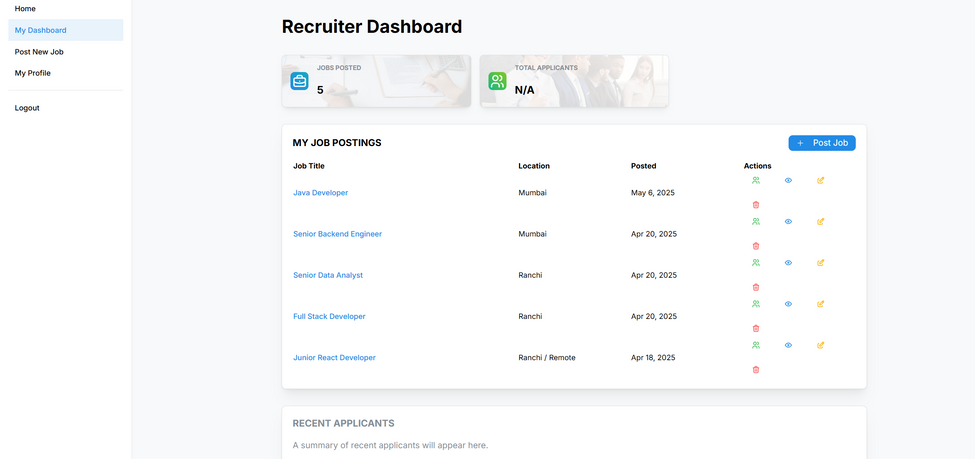 Home
My Dashboard
Post New Job
My Profile
Logout
Recruiter Dashboard
JOBS POSTED
5
TOTAL APPLICANTS
N/A
MY JOB POSTINGS
+ Post Job
Job Title Location Posted Actions
Java Developer Mumbai May 6, 2025
Senior Backend Engineer Mumbai Apr 20, 2025
Senior Data Analyst Ranchi Apr 20, 2025
Full Stack Developer Ranchi Apr 20, 2025
Junior React Developer Ranchi / Remote Apr 18, 2025
RECENT APPLICANTS
A summary of recent applicants will appear here.